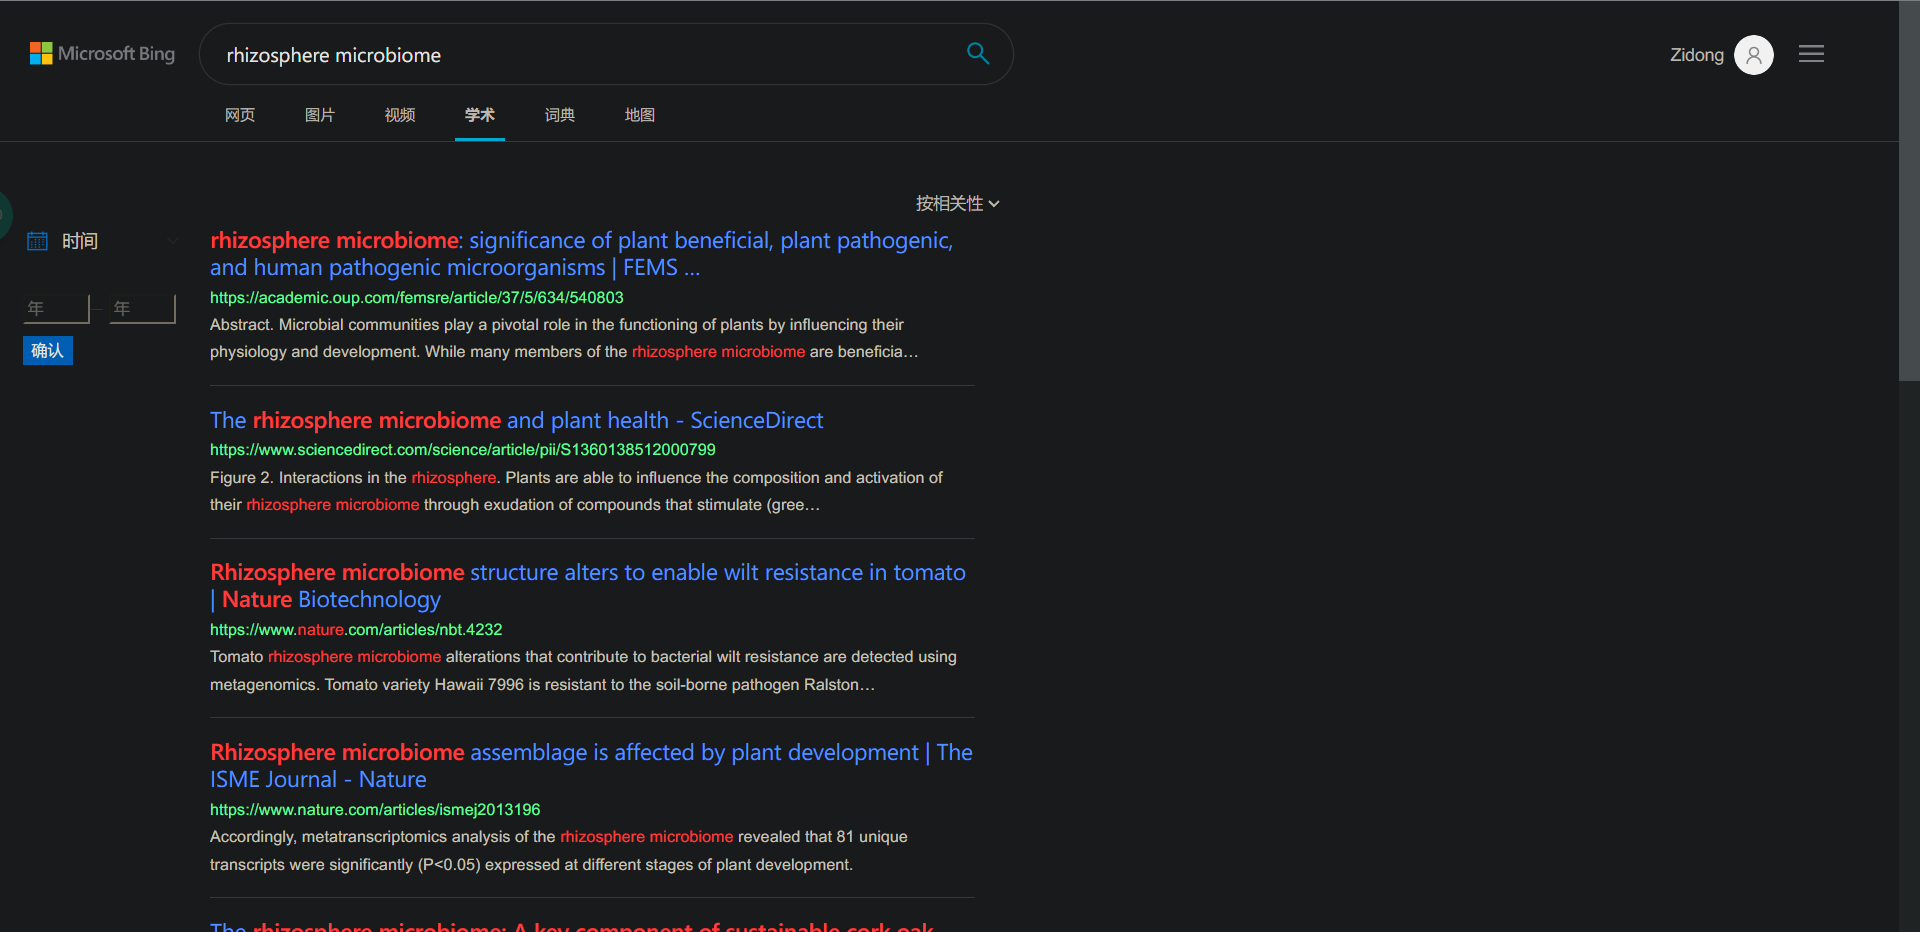 Microsoft Bing
rhizosphere microbiome
Zidong
网页 图片 视频 学术 词典 地图
按相关性
时间
年 – 年
确认
rhizosphere microbiome: significance of plant beneficial, plant pathogenic,
and human pathogenic microorganisms | FEMS ...
https://academic.oup.com/femsre/article/37/5/634/540803
Abstract. Microbial communities play a pivotal role in the functioning of plants by influencing their
physiology and development. While many members of the rhizosphere microbiome are beneficia…
The rhizosphere microbiome and plant health - ScienceDirect
https://www.sciencedirect.com/science/article/pii/S1360138512000799
Figure 2. Interactions in the rhizosphere. Plants are able to influence the composition and activation of
their rhizosphere microbiome through exudation of compounds that stimulate (gree…
Rhizosphere microbiome structure alters to enable wilt resistance in tomato
| Nature Biotechnology
https://www.nature.com/articles/nbt.4232
Tomato rhizosphere microbiome alterations that contribute to bacterial wilt resistance are detected using
metagenomics. Tomato variety Hawaii 7996 is resistant to the soil-borne pathogen Ralston…
Rhizosphere microbiome assemblage is affected by plant development | The
ISME Journal - Nature
https://www.nature.com/articles/ismej2013196
Accordingly, metatranscriptomics analysis of the rhizosphere microbiome revealed that 81 unique
transcripts were significantly (P<0.05) expressed at different stages of plant development.
The rhizosphere microbiome: A key component of sustainable cork oak